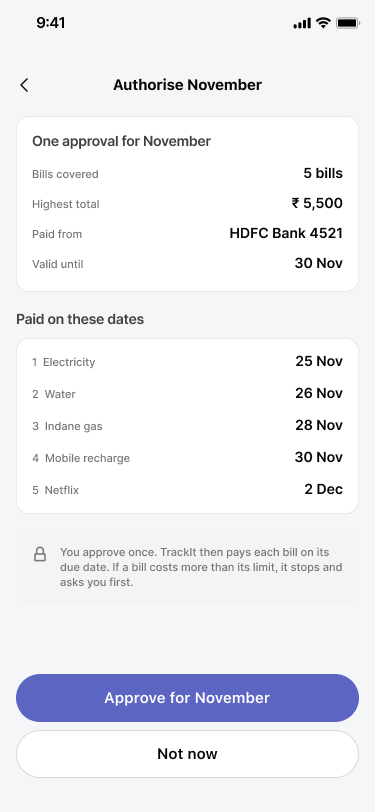 9:41
Authorise November
One approval for November
Bills covered 5 bills
Highest total ₹ 5,500
Paid from HDFC Bank 4521
Valid until 30 Nov
Paid on these dates
1 Electricity 25 Nov
2 Water 26 Nov
3 Indane gas 28 Nov
4 Mobile recharge 30 Nov
5 Netflix 2 Dec
You approve once. TrackIt then pays each bill on its
due date. If a bill costs more than its limit, it stops and
asks you first.
Approve for November
Not now